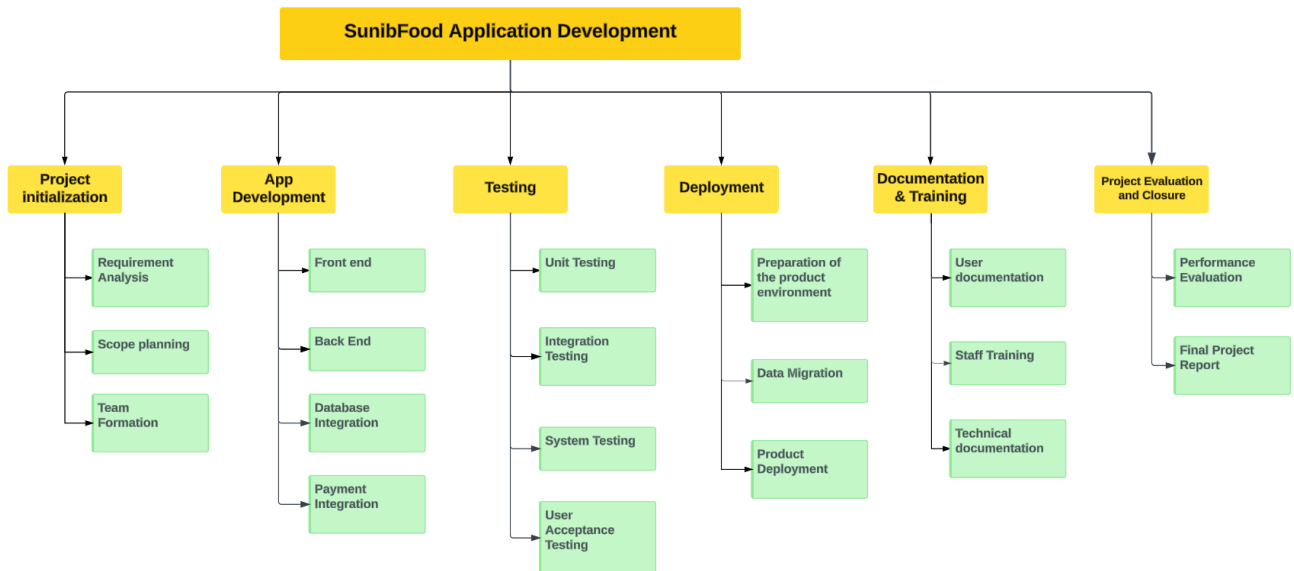 SunibFood Application Development
Project
initialization
App
Development
Testing
Deployment
Documentation
& Training
Project Evaluation
and Closure
Requirement
Analysis
Scope planning
Team
Formation
Front end
Back End
Database
Integration
Payment
Integration
Unit Testing
Integration
Testing
System Testing
User
Acceptance
Testing
Preparation of
the product
environment
Data Migration
Product
Deployment
User
documentation
Staff Training
Technical
documentation
Performance
Evaluation
Final Project
Report